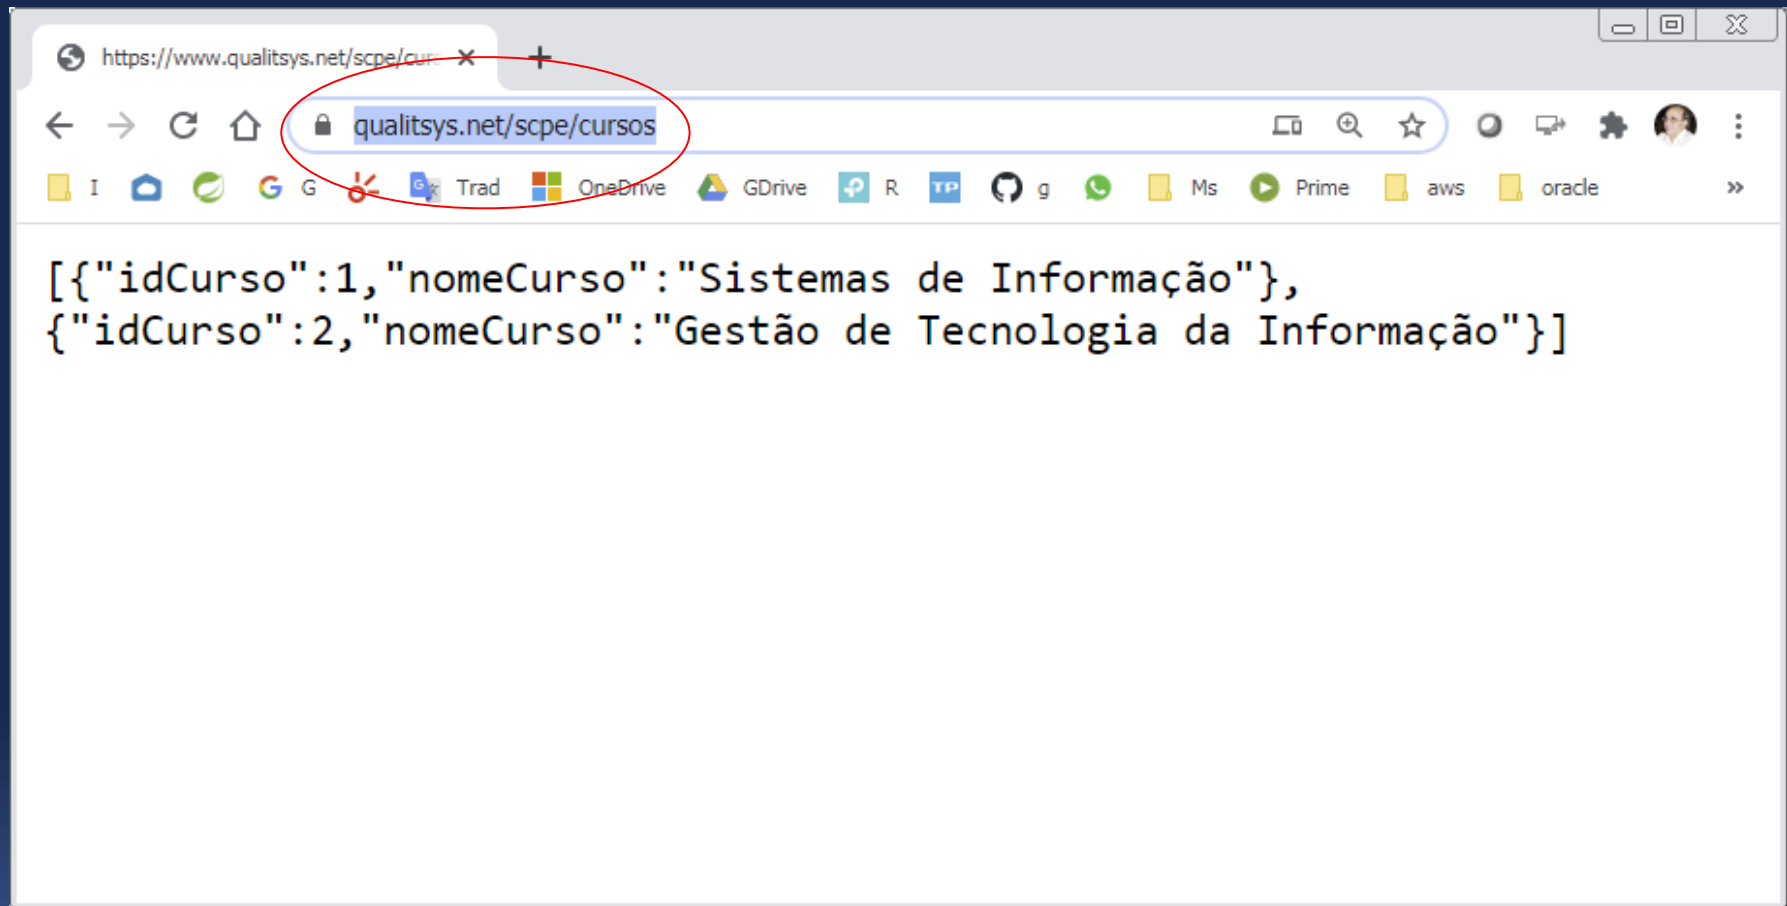 https://www.qualitsys.net/scpe/cur
qualitsys.net/scpe/cursos
I G Trad OneDrive GDrive R TP g Ms Prime aws oracle »
[{"idCurso":1,"nomeCurso":"Sistemas de Informação"},
{"idCurso":2,"nomeCurso":"Gestão de Tecnologia da Informação"}]